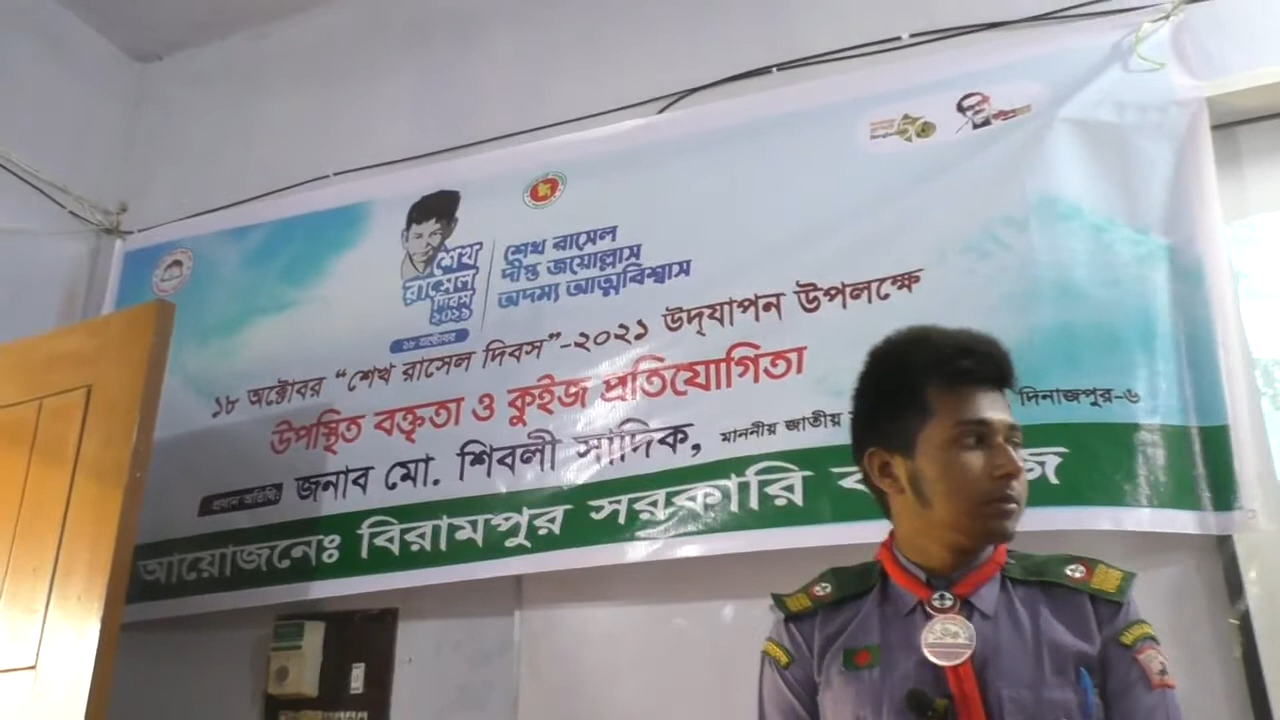 শেখ
রাসেল
দিবস
২০২১
১৮ অক্টোবর
শেখ রাসেল
দীপ্ত জয়োল্লাস
অদম্য আত্মবিশ্বাস
১৮ অক্টোবর “শেখ রাসেল দিবস”-২০২১ উদ্‌যাপন উপলক্ষে
উপস্থিত বক্তৃতা ও কুইজ প্রতিযোগিতা
প্রধান অতিথিঃ জনাব মো. শিবলী সাদিক, মাননীয় জাতীয় দিনাজপুর-৬
আয়োজনেঃ বিরামপুর সরকারি